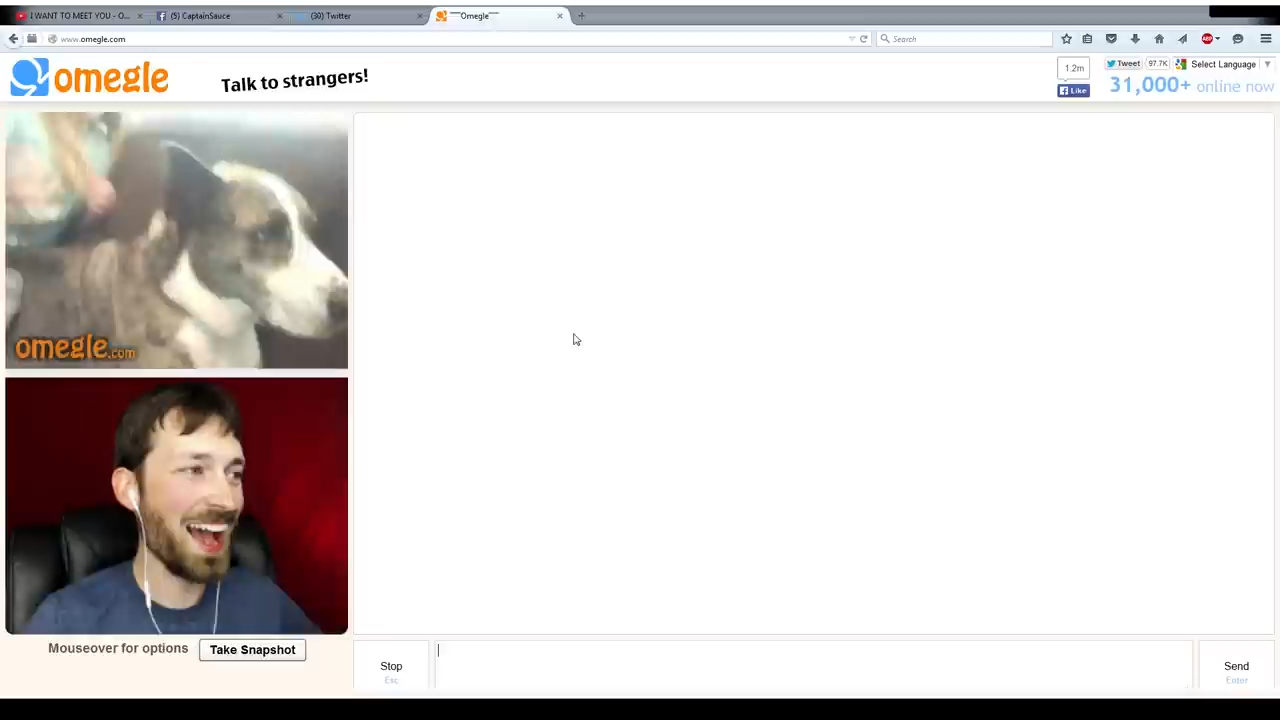 I WANT TO MEET YOU - O...
(5) CaptainSauce
(30) Twitter
Omegle
www.omegle.com
Search
ABP
omegle
Talk to strangers!
1.2m
Like
Tweet
97.7K
Select Language
31,000+ online now
omegle.com
Mouseover for options
Take Snapshot
Stop
Esc
Send
Enter